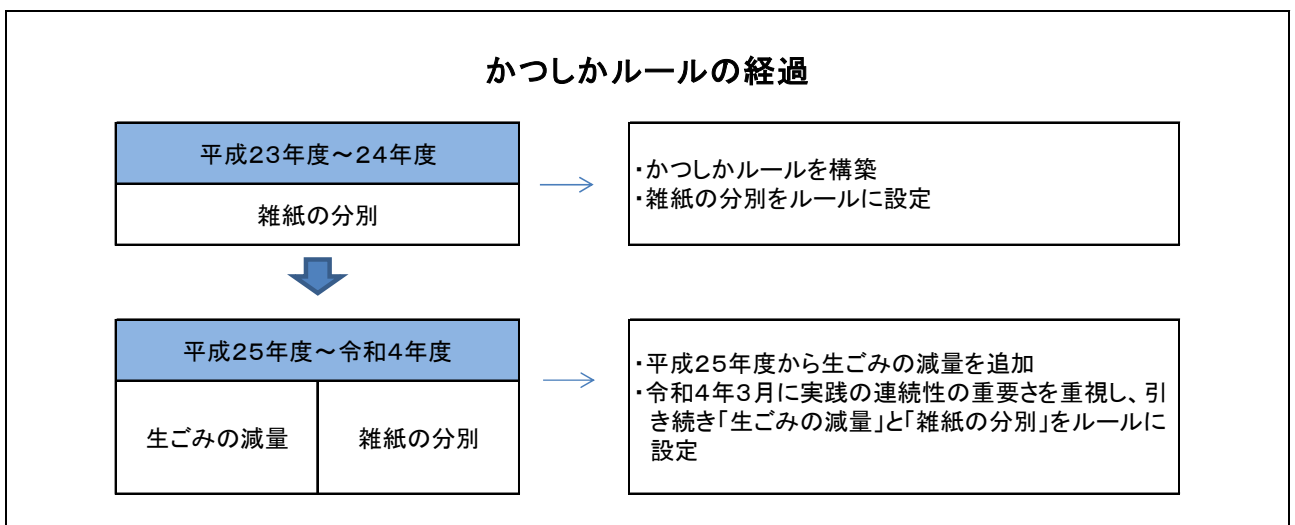 かつしかルールの経過
平成23年度～24年度
雑紙の分別
・かつしかルールを構築
・雑紙の分別をルールに設定
平成25年度～令和4年度
生ごみの減量
雑紙の分別
・平成25年度から生ごみの減量を追加
・令和4年3月に実践の連続性の重要さを重視し、引
き続き「生ごみの減量」と「雑紙の分別」をルールに
設定